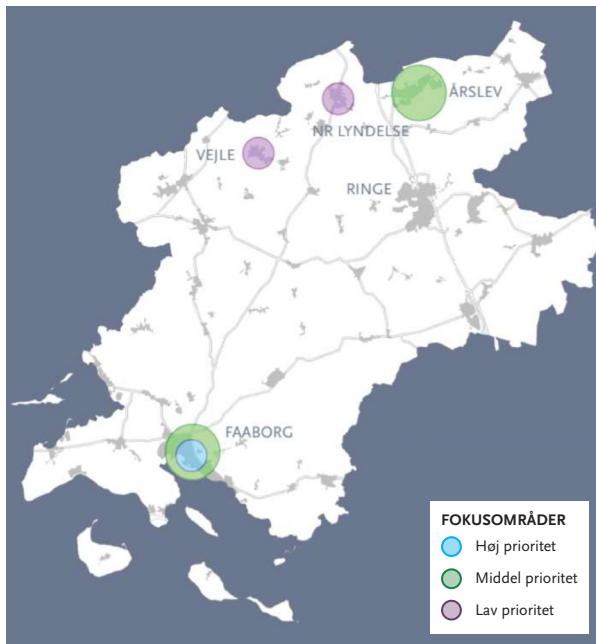 ÅRSLEV
NR LYNDELSE
VEJLE
RINGE
FAABORG
FOKUSOMRÅDER
Høj prioritet
Middel prioritet
Lav prioritet